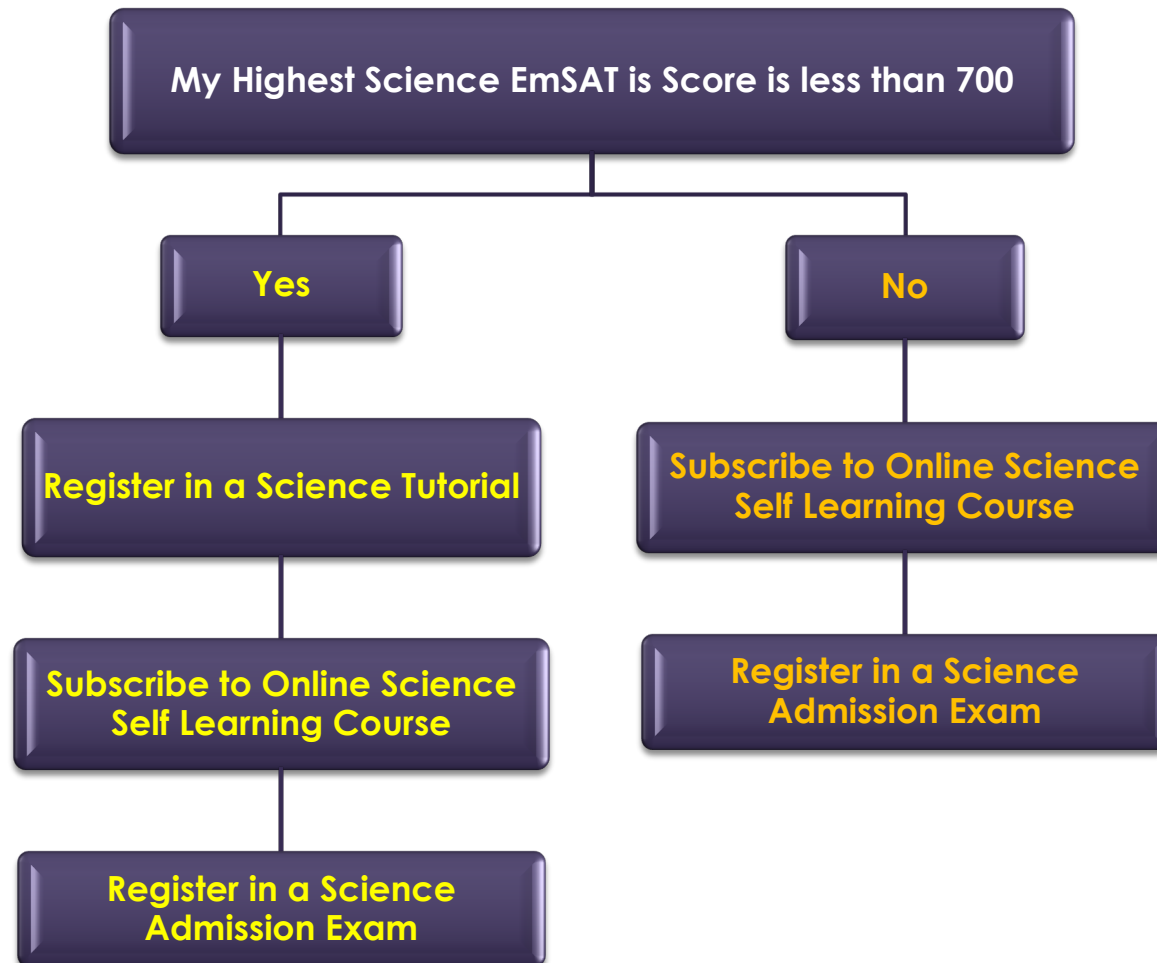 My Highest Science EmSAT is Score is less than 700
Yes
Register in a Science Tutorial
Subscribe to Online Science
Self Learning Course
Register in a Science
Admission Exam
No
Subscribe to Online Science
Self Learning Course
Register in a Science
Admission Exam